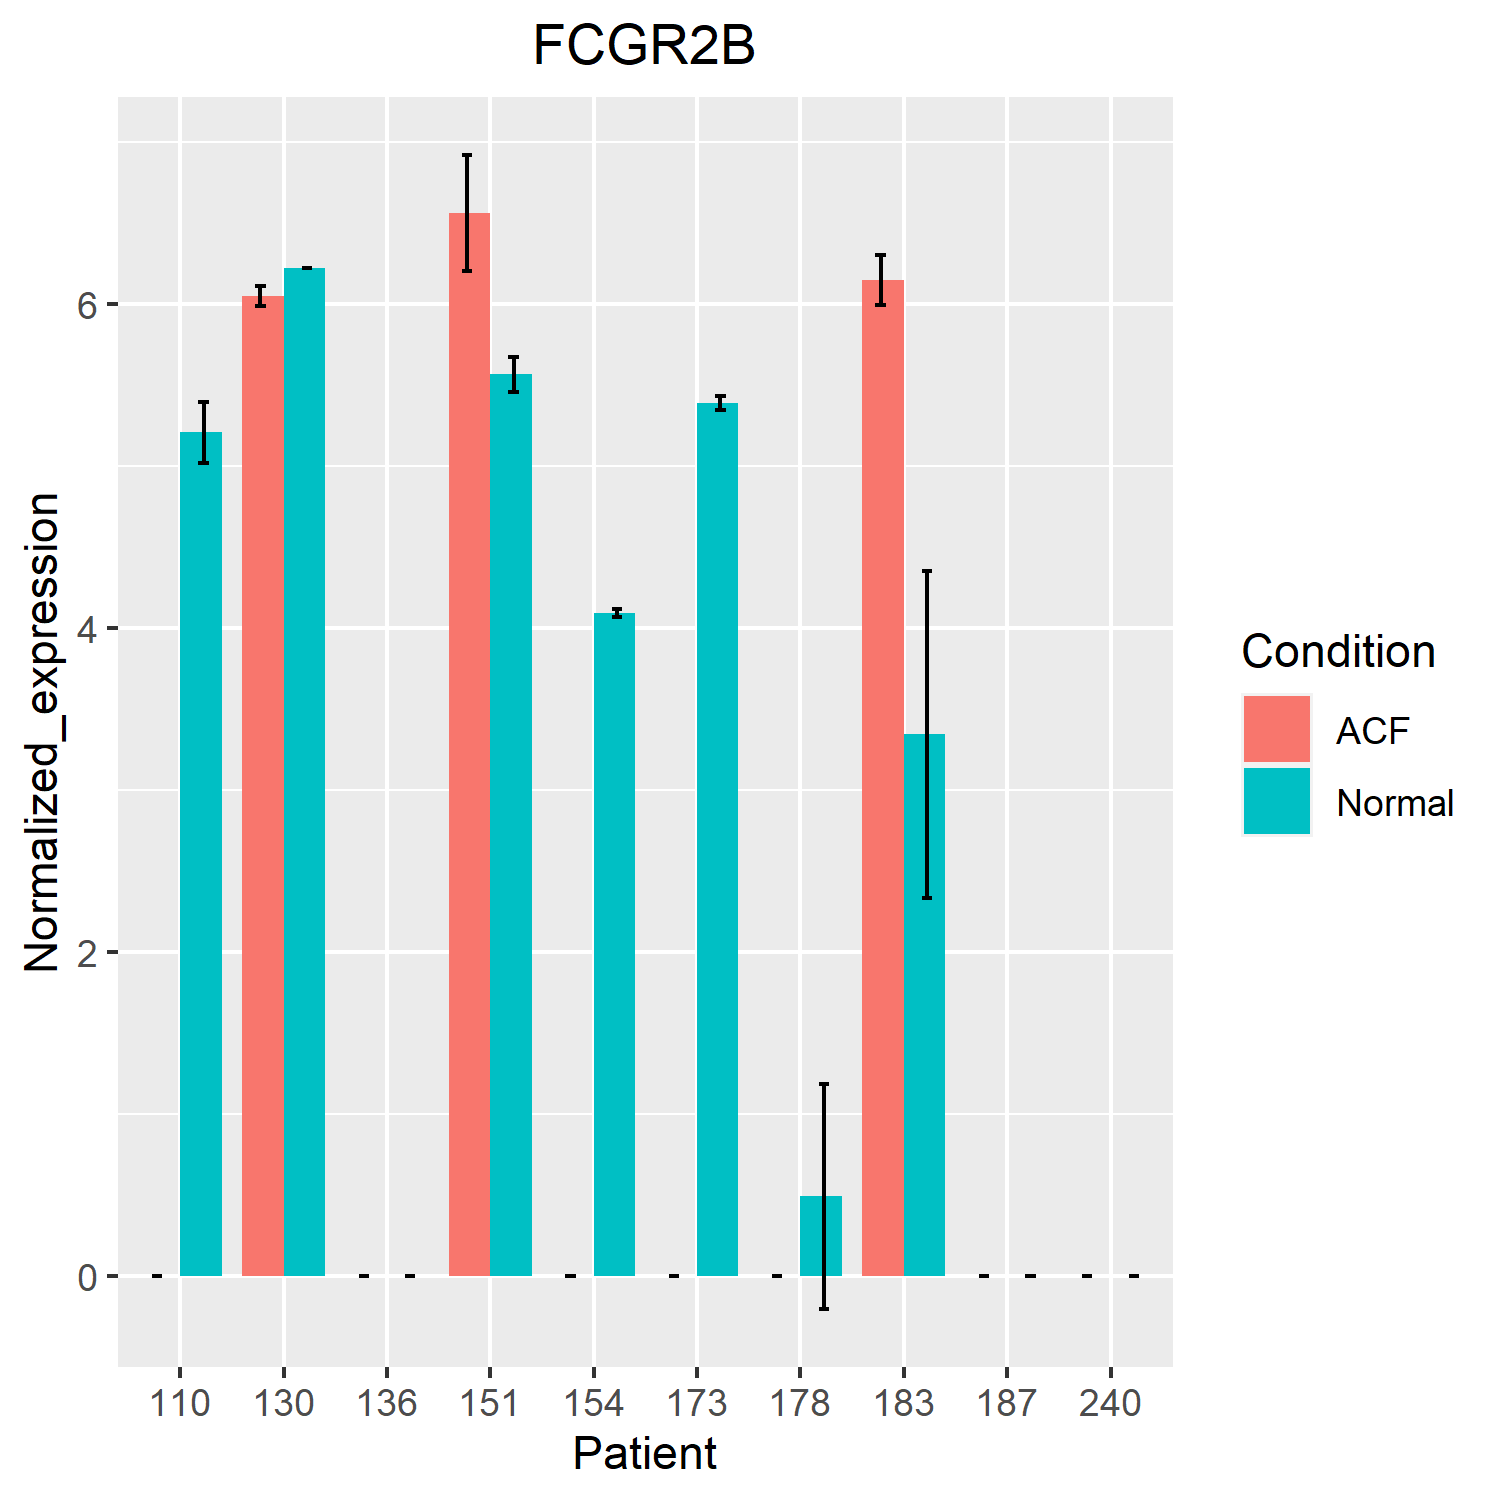 FCGR2B
Normalized_expression
6
4
2
0
110 130 136 151 154 173 178 183 187 240
Patient
Condition
ACF
Normal